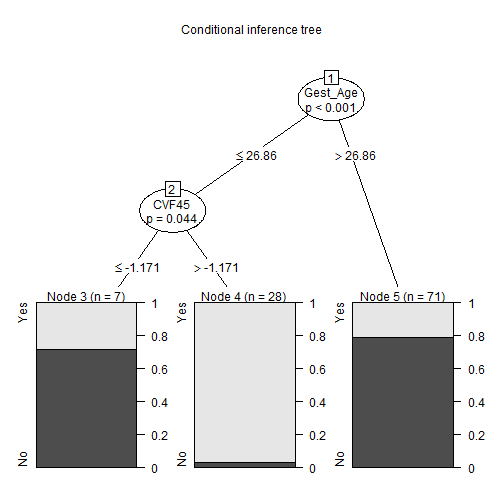 Conditional inference tree
1
Gest_Age
p < 0.001
≤ 26.86
> 26.86
2
CVF45
p = 0.044
≤ -1.171
> -1.171
Node 3 (n = 7)
Yes
No
1
0.8
0.6
0.4
0.2
0
Node 4 (n = 28)
Yes
No
1
0.8
0.6
0.4
0.2
0
Node 5 (n = 71)
Yes
No
1
0.8
0.6
0.4
0.2
0